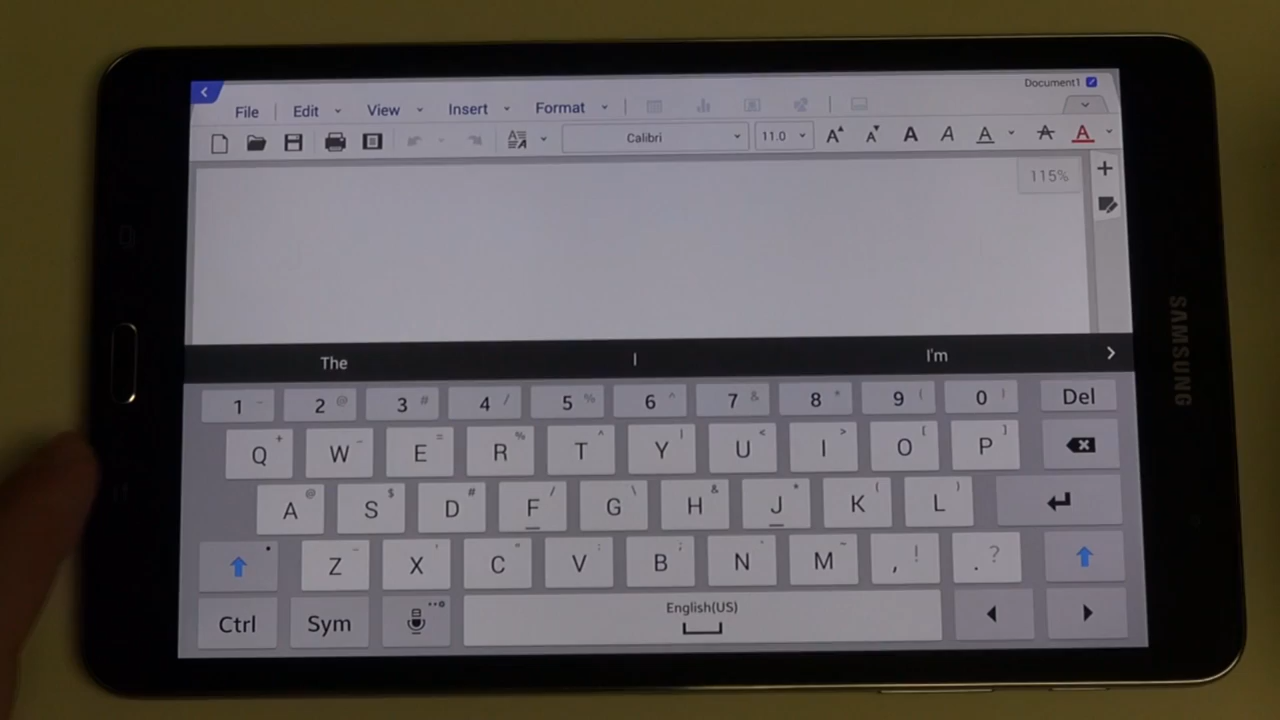 Document1
File Edit View Insert Format
Calibri 11.0 A A A A A A A
115%
The I I'm
1 - 2 @ 3 # 4 / 5 % 6 ^ 7 & 8 * 9 ( 0 ) Del
Q + W - E = R % T ^ Y | U < I > O [ P ]
A @ S $ D # F / G \ H & J * K ( L )
Z X C " V : B ; N M ~ , ! . ?
Ctrl Sym English(US)
SAMSUNG